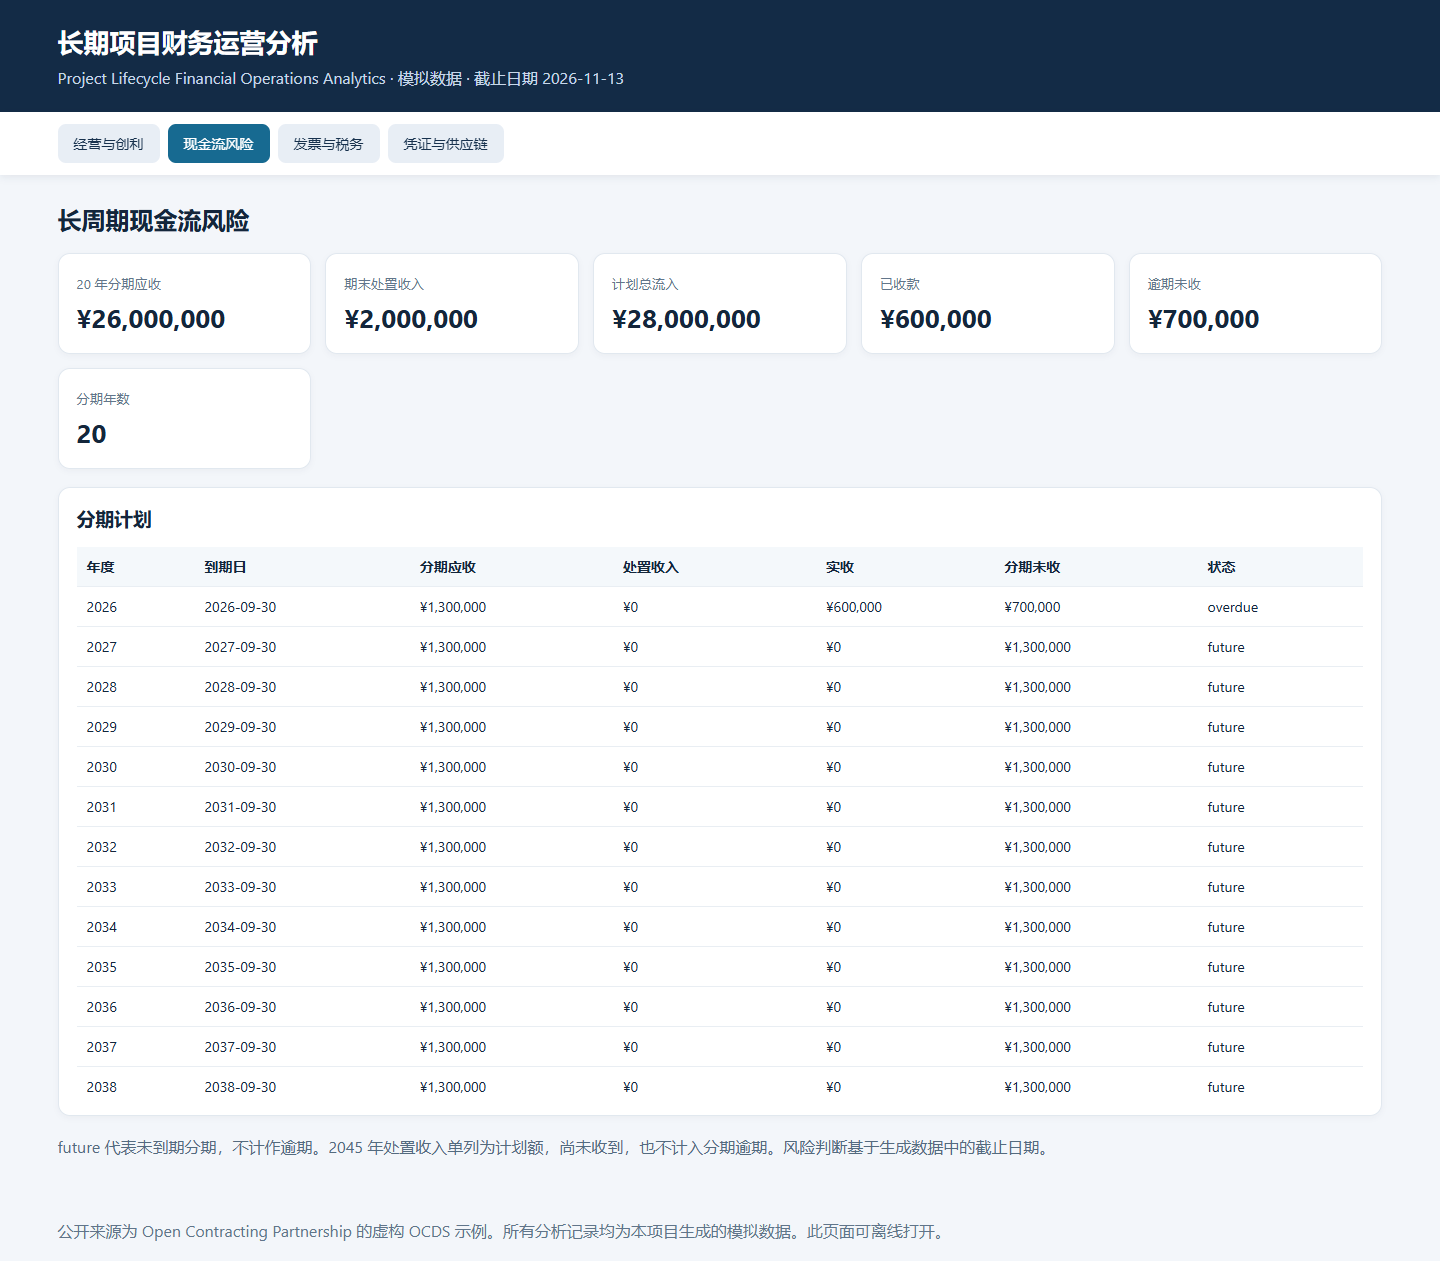 长期项目财务运营分析
Project Lifecycle Financial Operations Analytics · 模拟数据 · 截止日期 2026-11-13
经营与创利 现金流风险 发票与税务 凭证与供应链
长周期现金流风险
20 年分期应收 期末处置收入 计划总流入 已收款 逾期未收
¥26,000,000 ¥2,000,000 ¥28,000,000 ¥600,000 ¥700,000
分期年数
20
分期计划
年度 到期日 分期应收 处置收入 实收 分期未收 状态
2026 2026-09-30 ¥1,300,000 ¥0 ¥600,000 ¥700,000 overdue
2027 2027-09-30 ¥1,300,000 ¥0 ¥0 ¥1,300,000 future
2028 2028-09-30 ¥1,300,000 ¥0 ¥0 ¥1,300,000 future
2029 2029-09-30 ¥1,300,000 ¥0 ¥0 ¥1,300,000 future
2030 2030-09-30 ¥1,300,000 ¥0 ¥0 ¥1,300,000 future
2031 2031-09-30 ¥1,300,000 ¥0 ¥0 ¥1,300,000 future
2032 2032-09-30 ¥1,300,000 ¥0 ¥0 ¥1,300,000 future
2033 2033-09-30 ¥1,300,000 ¥0 ¥0 ¥1,300,000 future
2034 2034-09-30 ¥1,300,000 ¥0 ¥0 ¥1,300,000 future
2035 2035-09-30 ¥1,300,000 ¥0 ¥0 ¥1,300,000 future
2036 2036-09-30 ¥1,300,000 ¥0 ¥0 ¥1,300,000 future
2037 2037-09-30 ¥1,300,000 ¥0 ¥0 ¥1,300,000 future
2038 2038-09-30 ¥1,300,000 ¥0 ¥0 ¥1,300,000 future
future 代表未到期分期，不计作逾期。2045 年处置收入单列为计划额，尚未收到，也不计入分期逾期。风险判断基于生成数据中的截止日期。
公开来源为 Open Contracting Partnership 的虚构 OCDS 示例。所有分析记录均为本项目生成的模拟数据。此页面可离线打开。